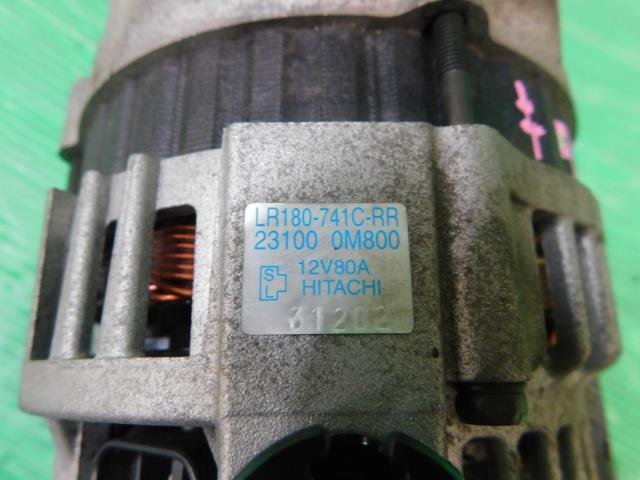 LR180-741C-RR
23100 0M800
12V80A
S
L
HITACHI
31202